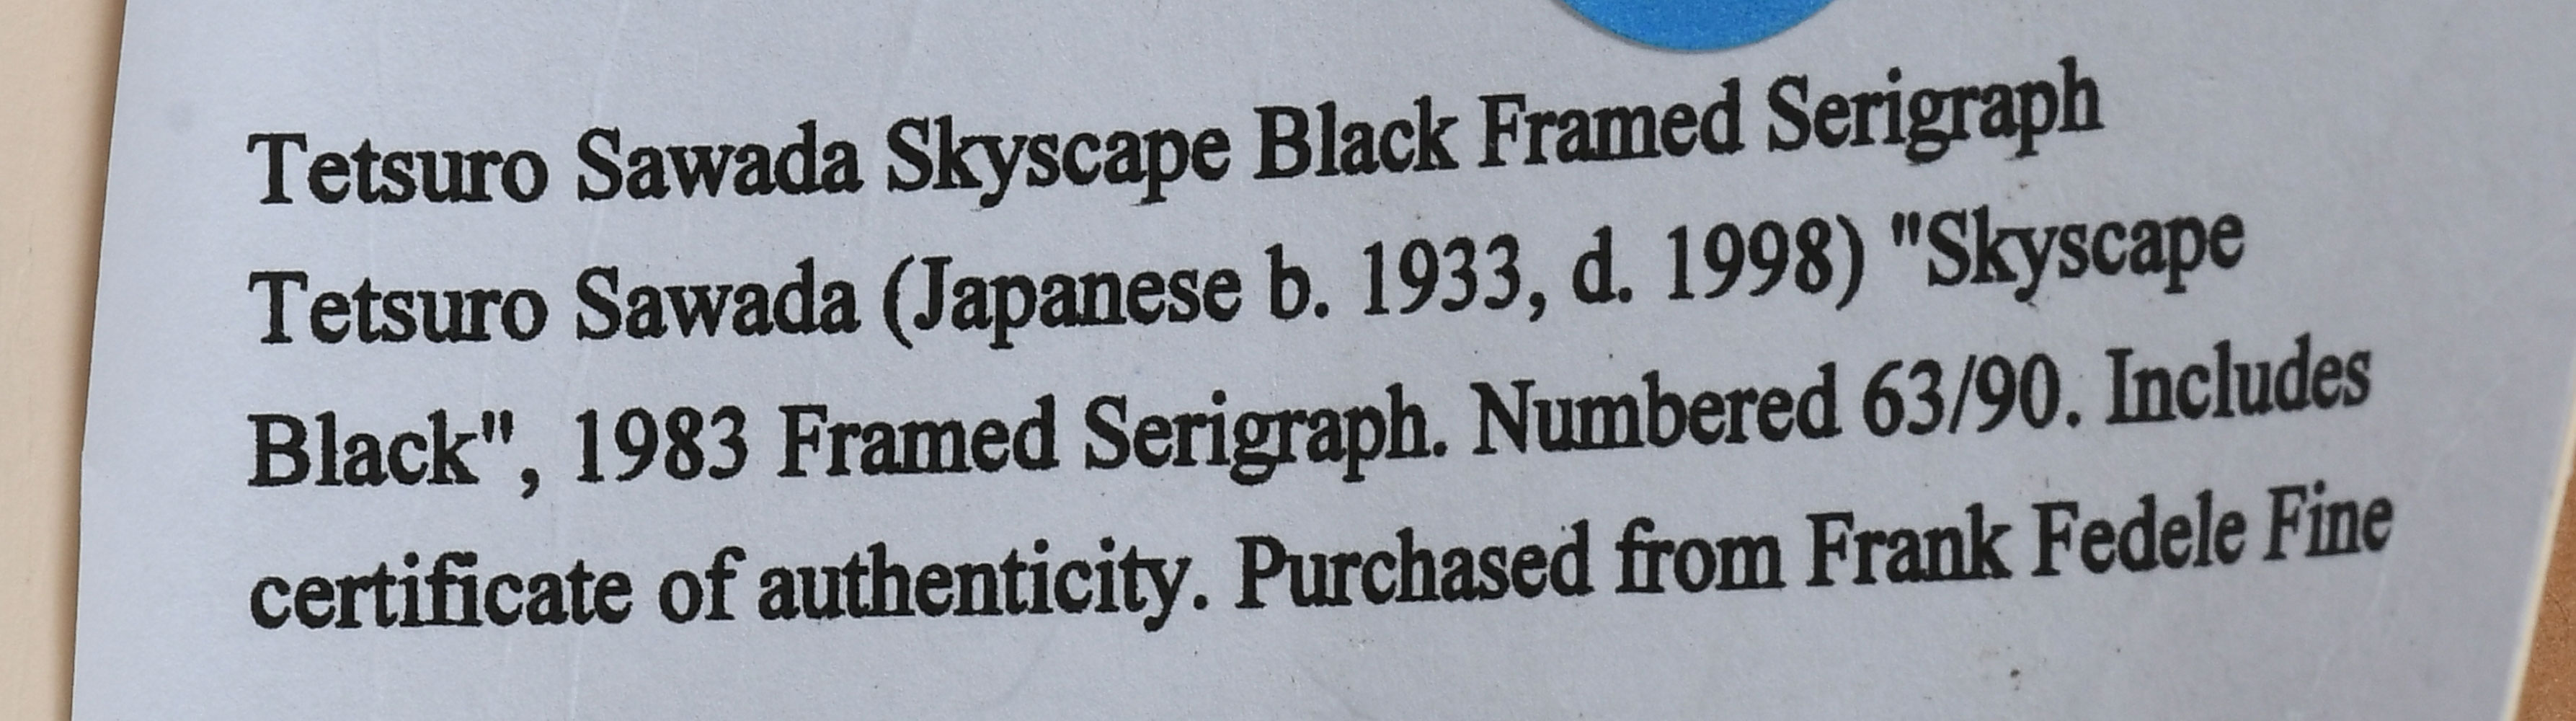 Tetsuro Sawada Skyscape Black Framed Serigraph
Tetsuro Sawada (Japanese b. 1933, d. 1998) "Skyscape
Black", 1983 Framed Serigraph. Numbered 63/90. Includes
certificate of authenticity. Purchased from Frank Fedele Fine